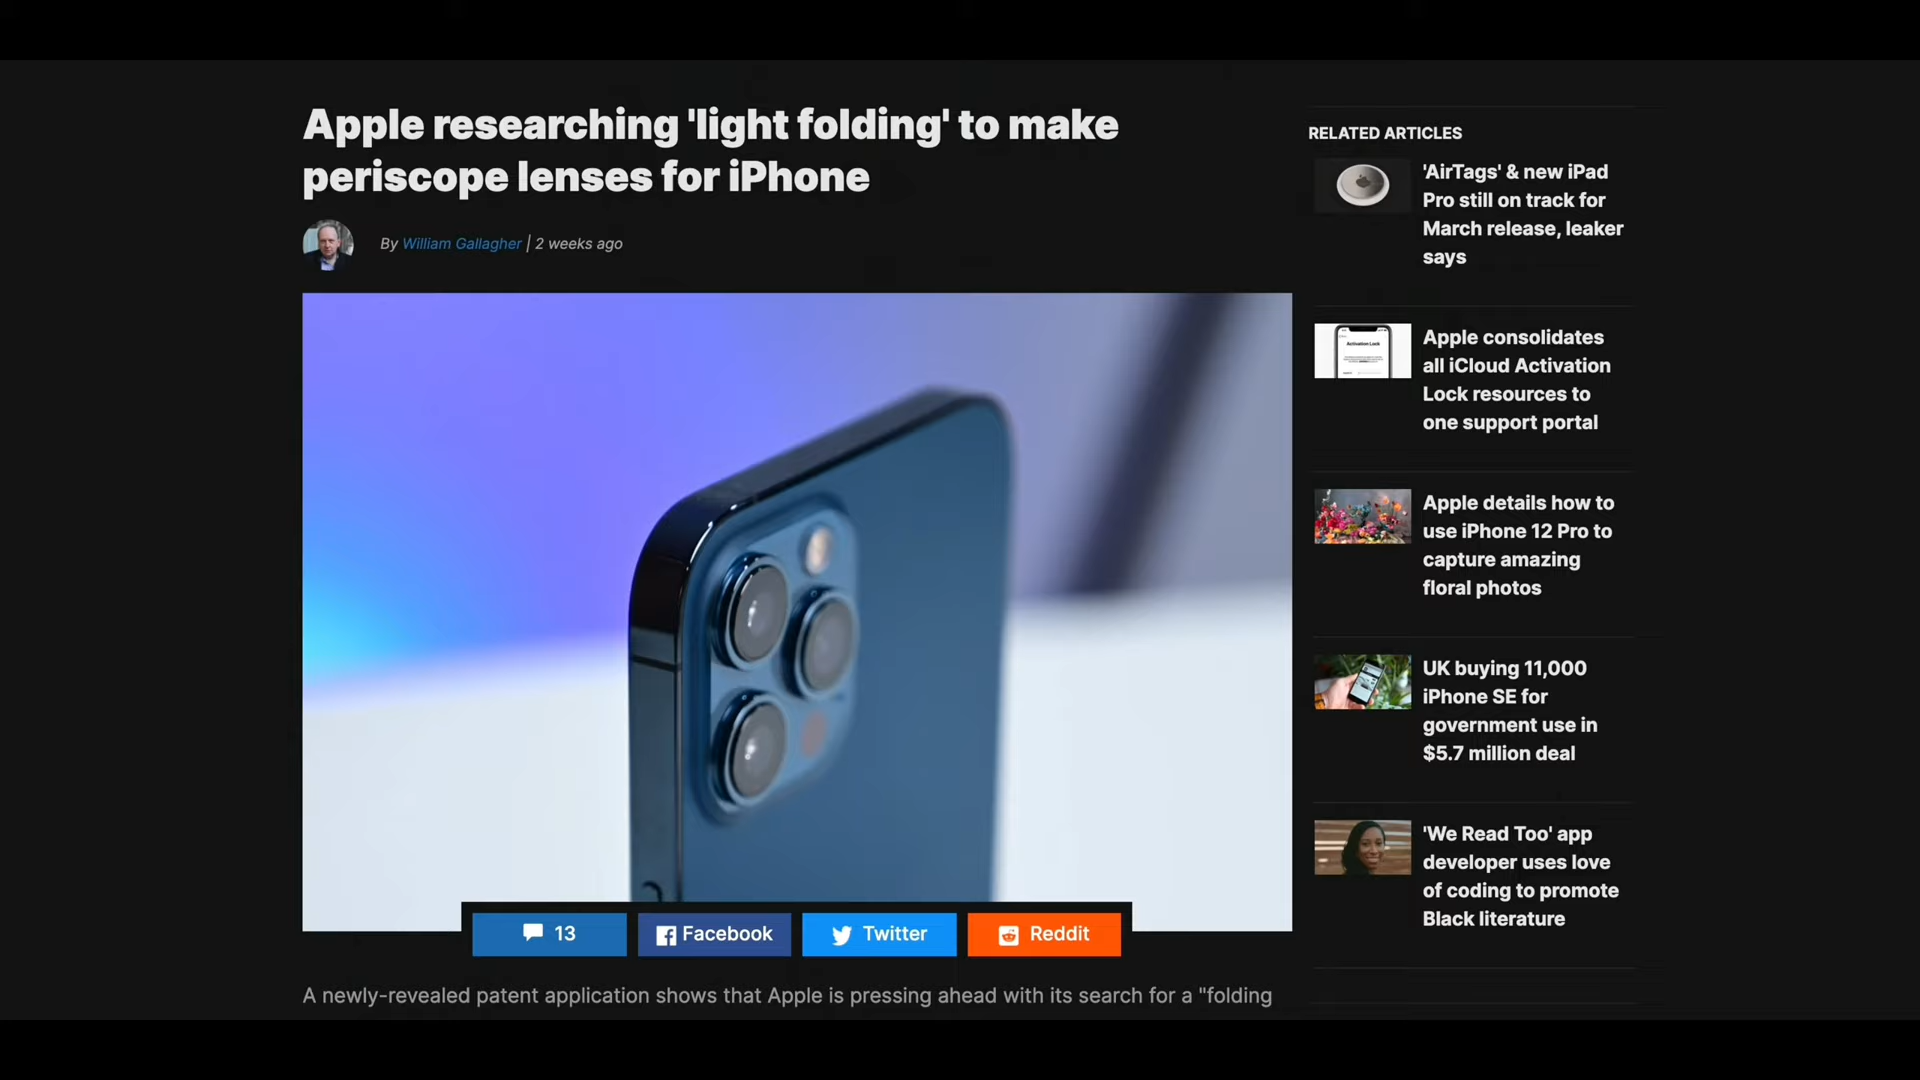 Apple researching 'light folding' to make
periscope lenses for iPhone
By William Gallagher | 2 weeks ago
13
Facebook
Twitter
Reddit
A newly-revealed patent application shows that Apple is pressing ahead with its search for a "folding
RELATED ARTICLES
'AirTags' & new iPad
Pro still on track for
March release, leaker
says
Activation Lock
Apple consolidates
all iCloud Activation
Lock resources to
one support portal
Apple details how to
use iPhone 12 Pro to
capture amazing
floral photos
UK buying 11,000
iPhone SE for
government use in
$5.7 million deal
'We Read Too' app
developer uses love
of coding to promote
Black literature